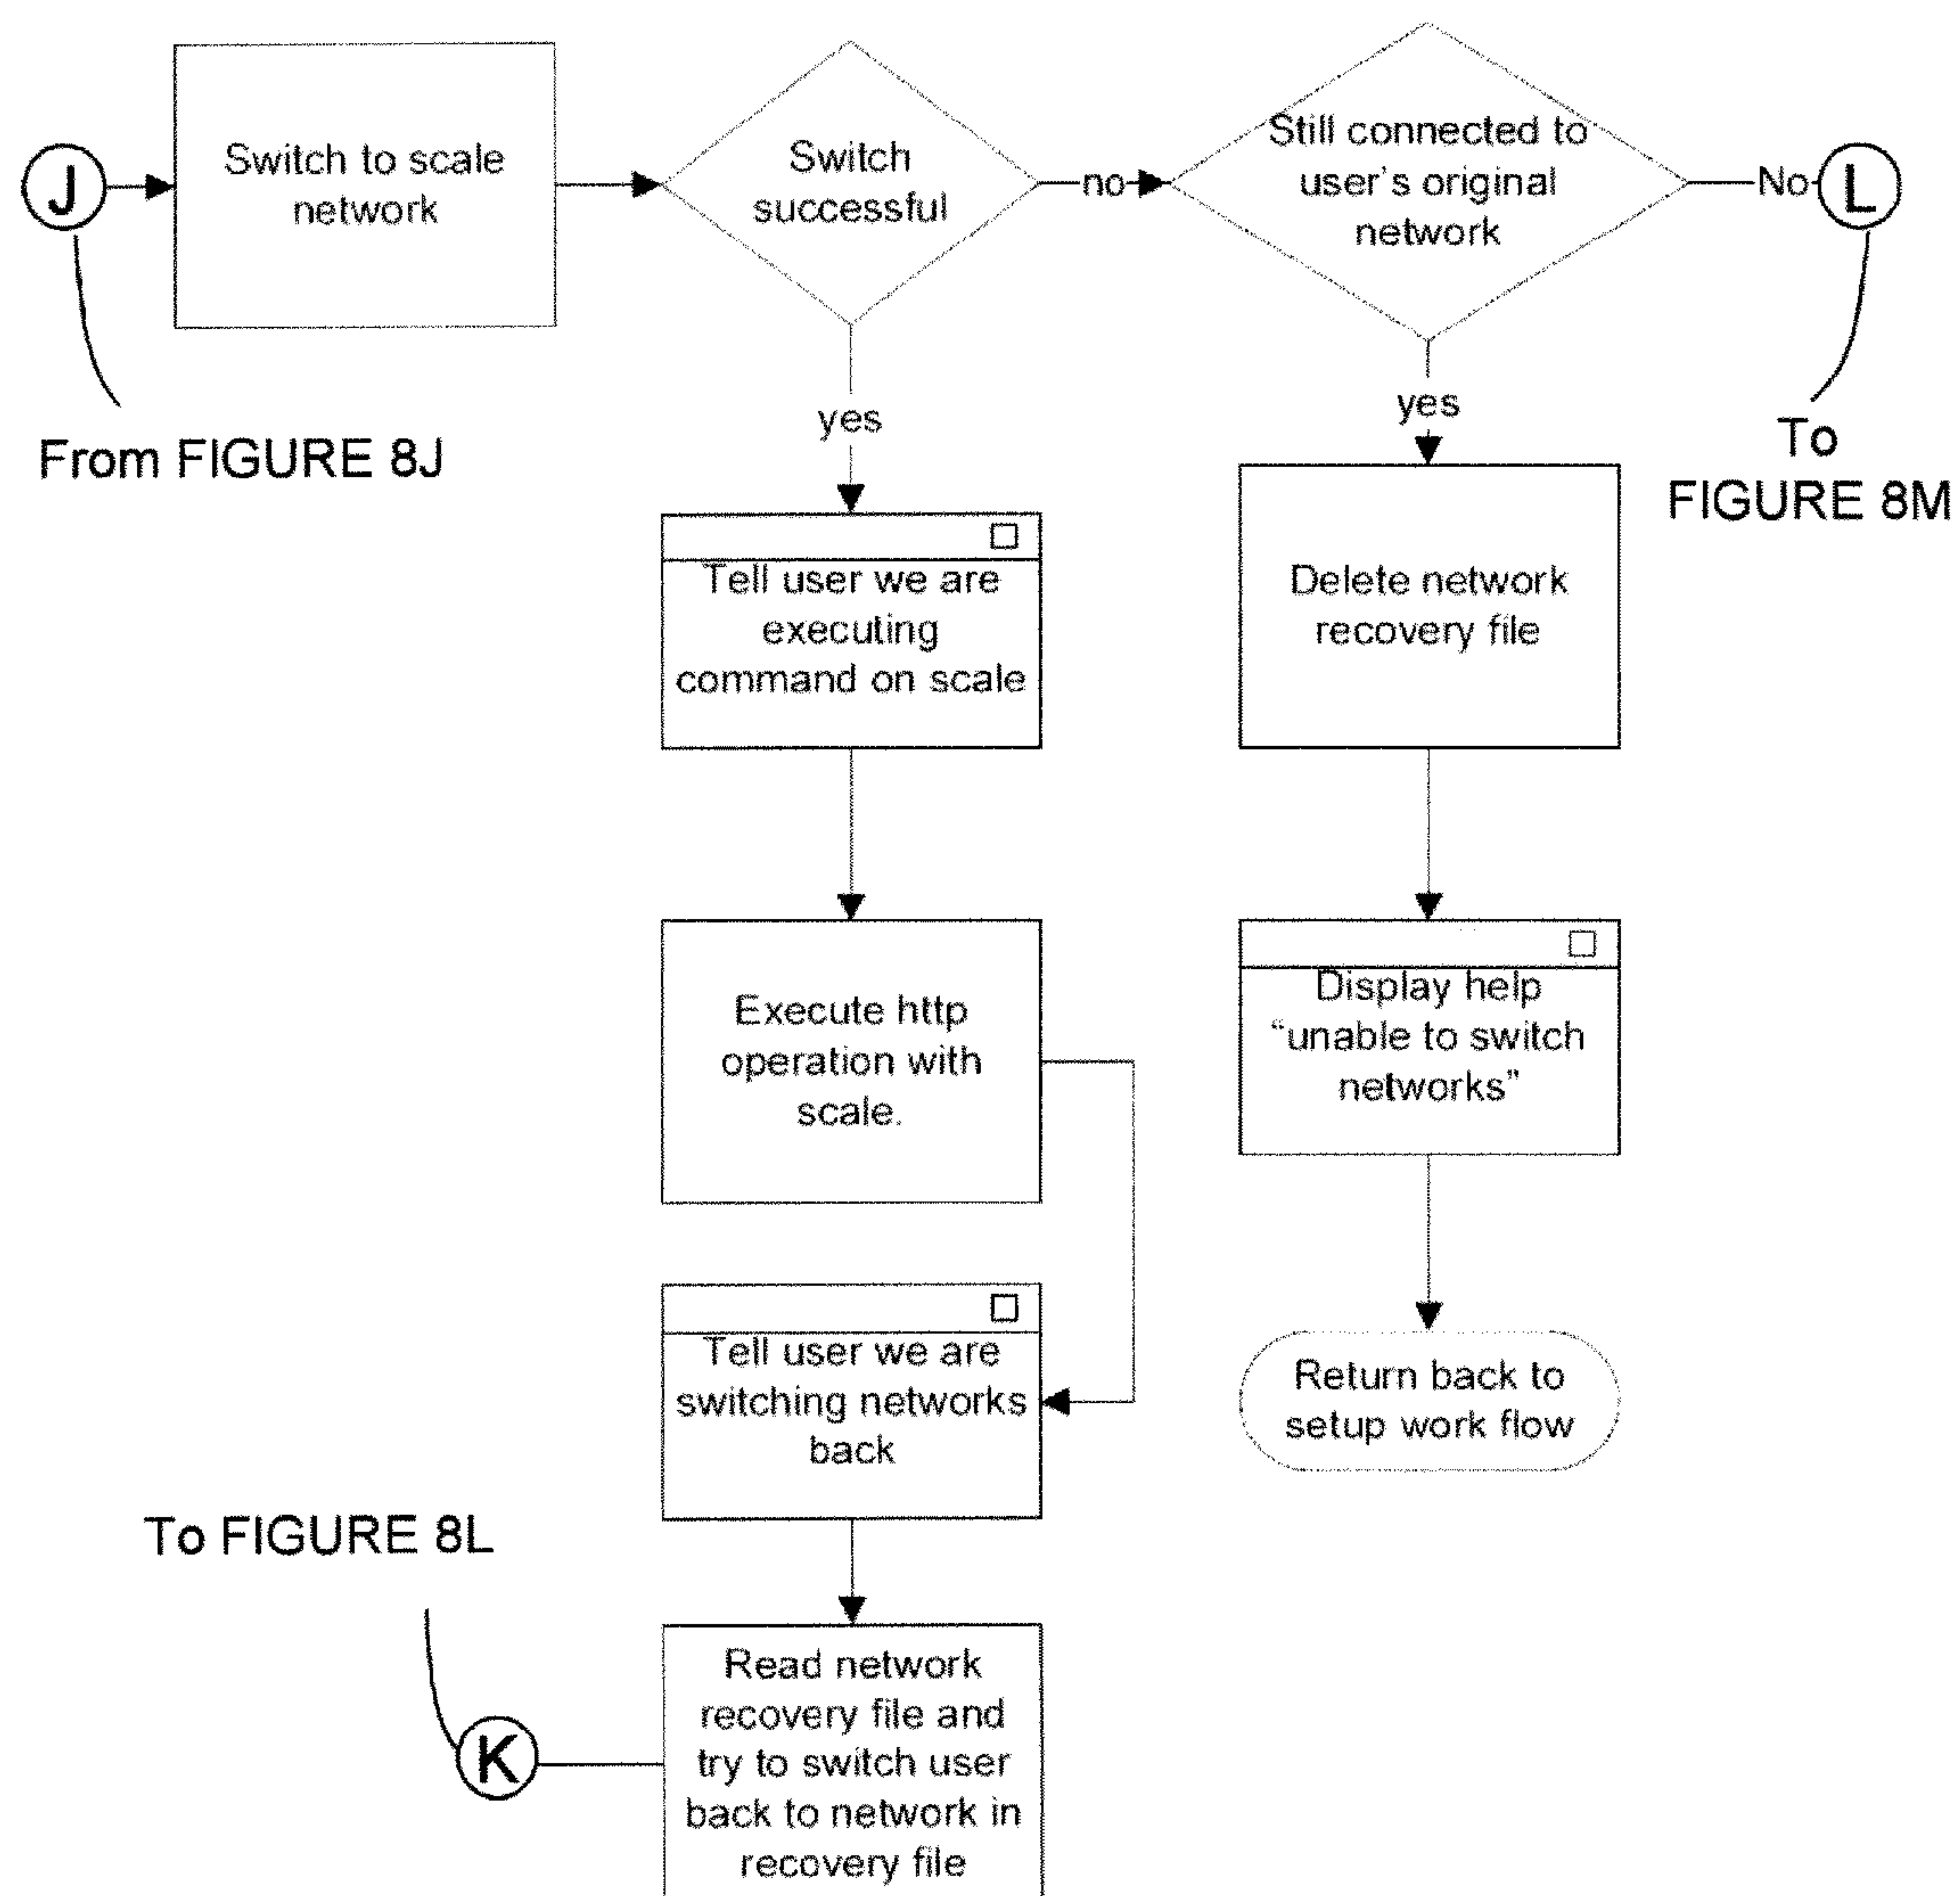 J
Switch to scale
network
Switch
successful
no
Still connected to
user's original
network
No
L
From FIGURE 8J
yes
yes
To
FIGURE 8M
Tell user we are
executing
command on scale
Delete network
recovery file
Execute http
operation with
scale.
Display help
“unable to switch
networks”
Tell user we are
switching networks
back
Return back to
setup work flow
To FIGURE 8L
K
Read network
recovery file and
try to switch user
back to network in
recovery file